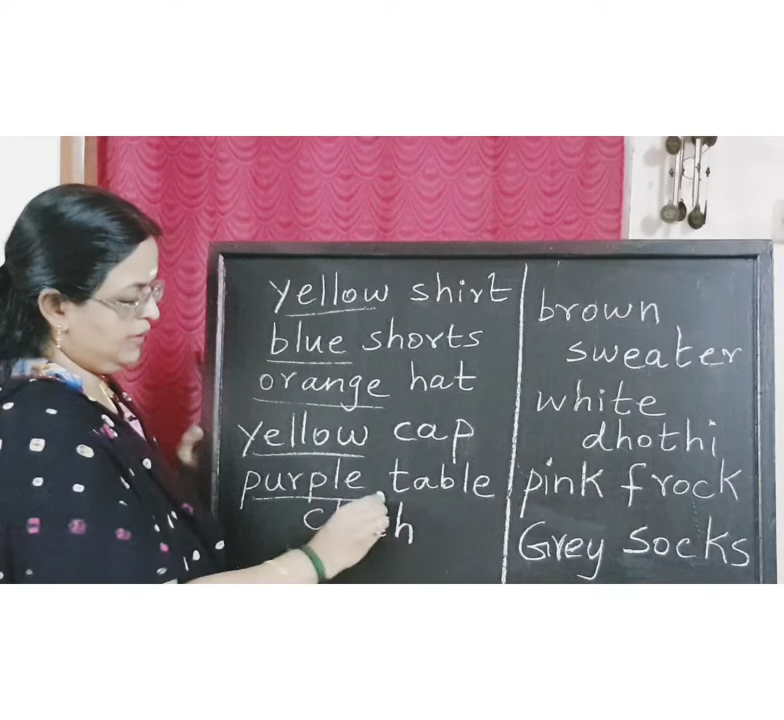 yellow shirt
blue shorts
orange hat
yellow cap
purple table
brown
sweater
white
dhothi
pink frock
Grey Socks